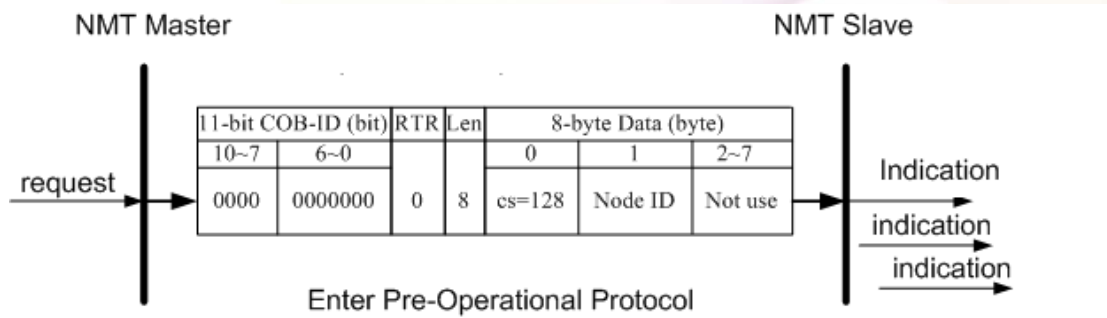 NMT Master
NMT Slave
11-bit COB-ID (bit) RTR Len 8-byte Data (byte)
10~7 6~0 0 1 2~7
request 0000 0000000 0 8 cs=128 Node ID Not use
Indication
indication
indication
Enter Pre-Operational Protocol